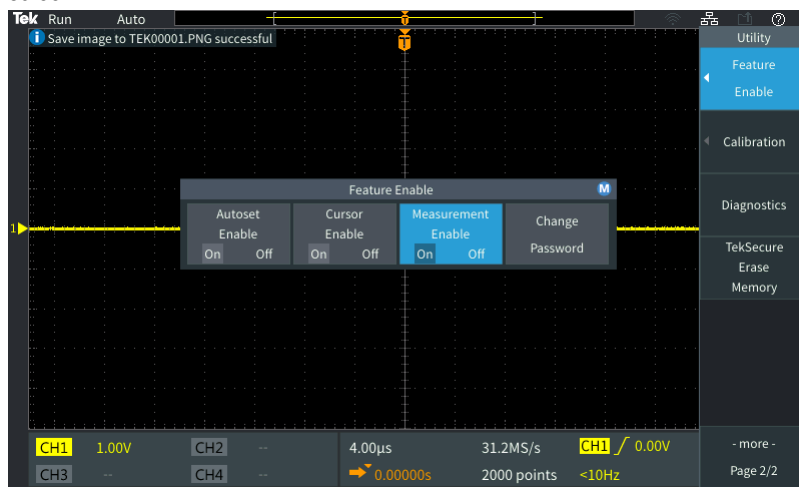 Tek Run Auto
T
Save image to TEK00001.PNG successful
T
Utility
Feature
Enable
Calibration
Diagnostics
TekSecure
Erase
Memory
- more -
Page 2/2
Feature Enable M
Autoset
Enable
On Off
Cursor
Enable
On Off
Measurement
Enable
On Off
Change
Password
1
CH1 1.00V CH2 -- 4.00µs 31.2MS/s CH1 0.00V
CH3 -- CH4 -- 0.00000s 2000 points <10Hz